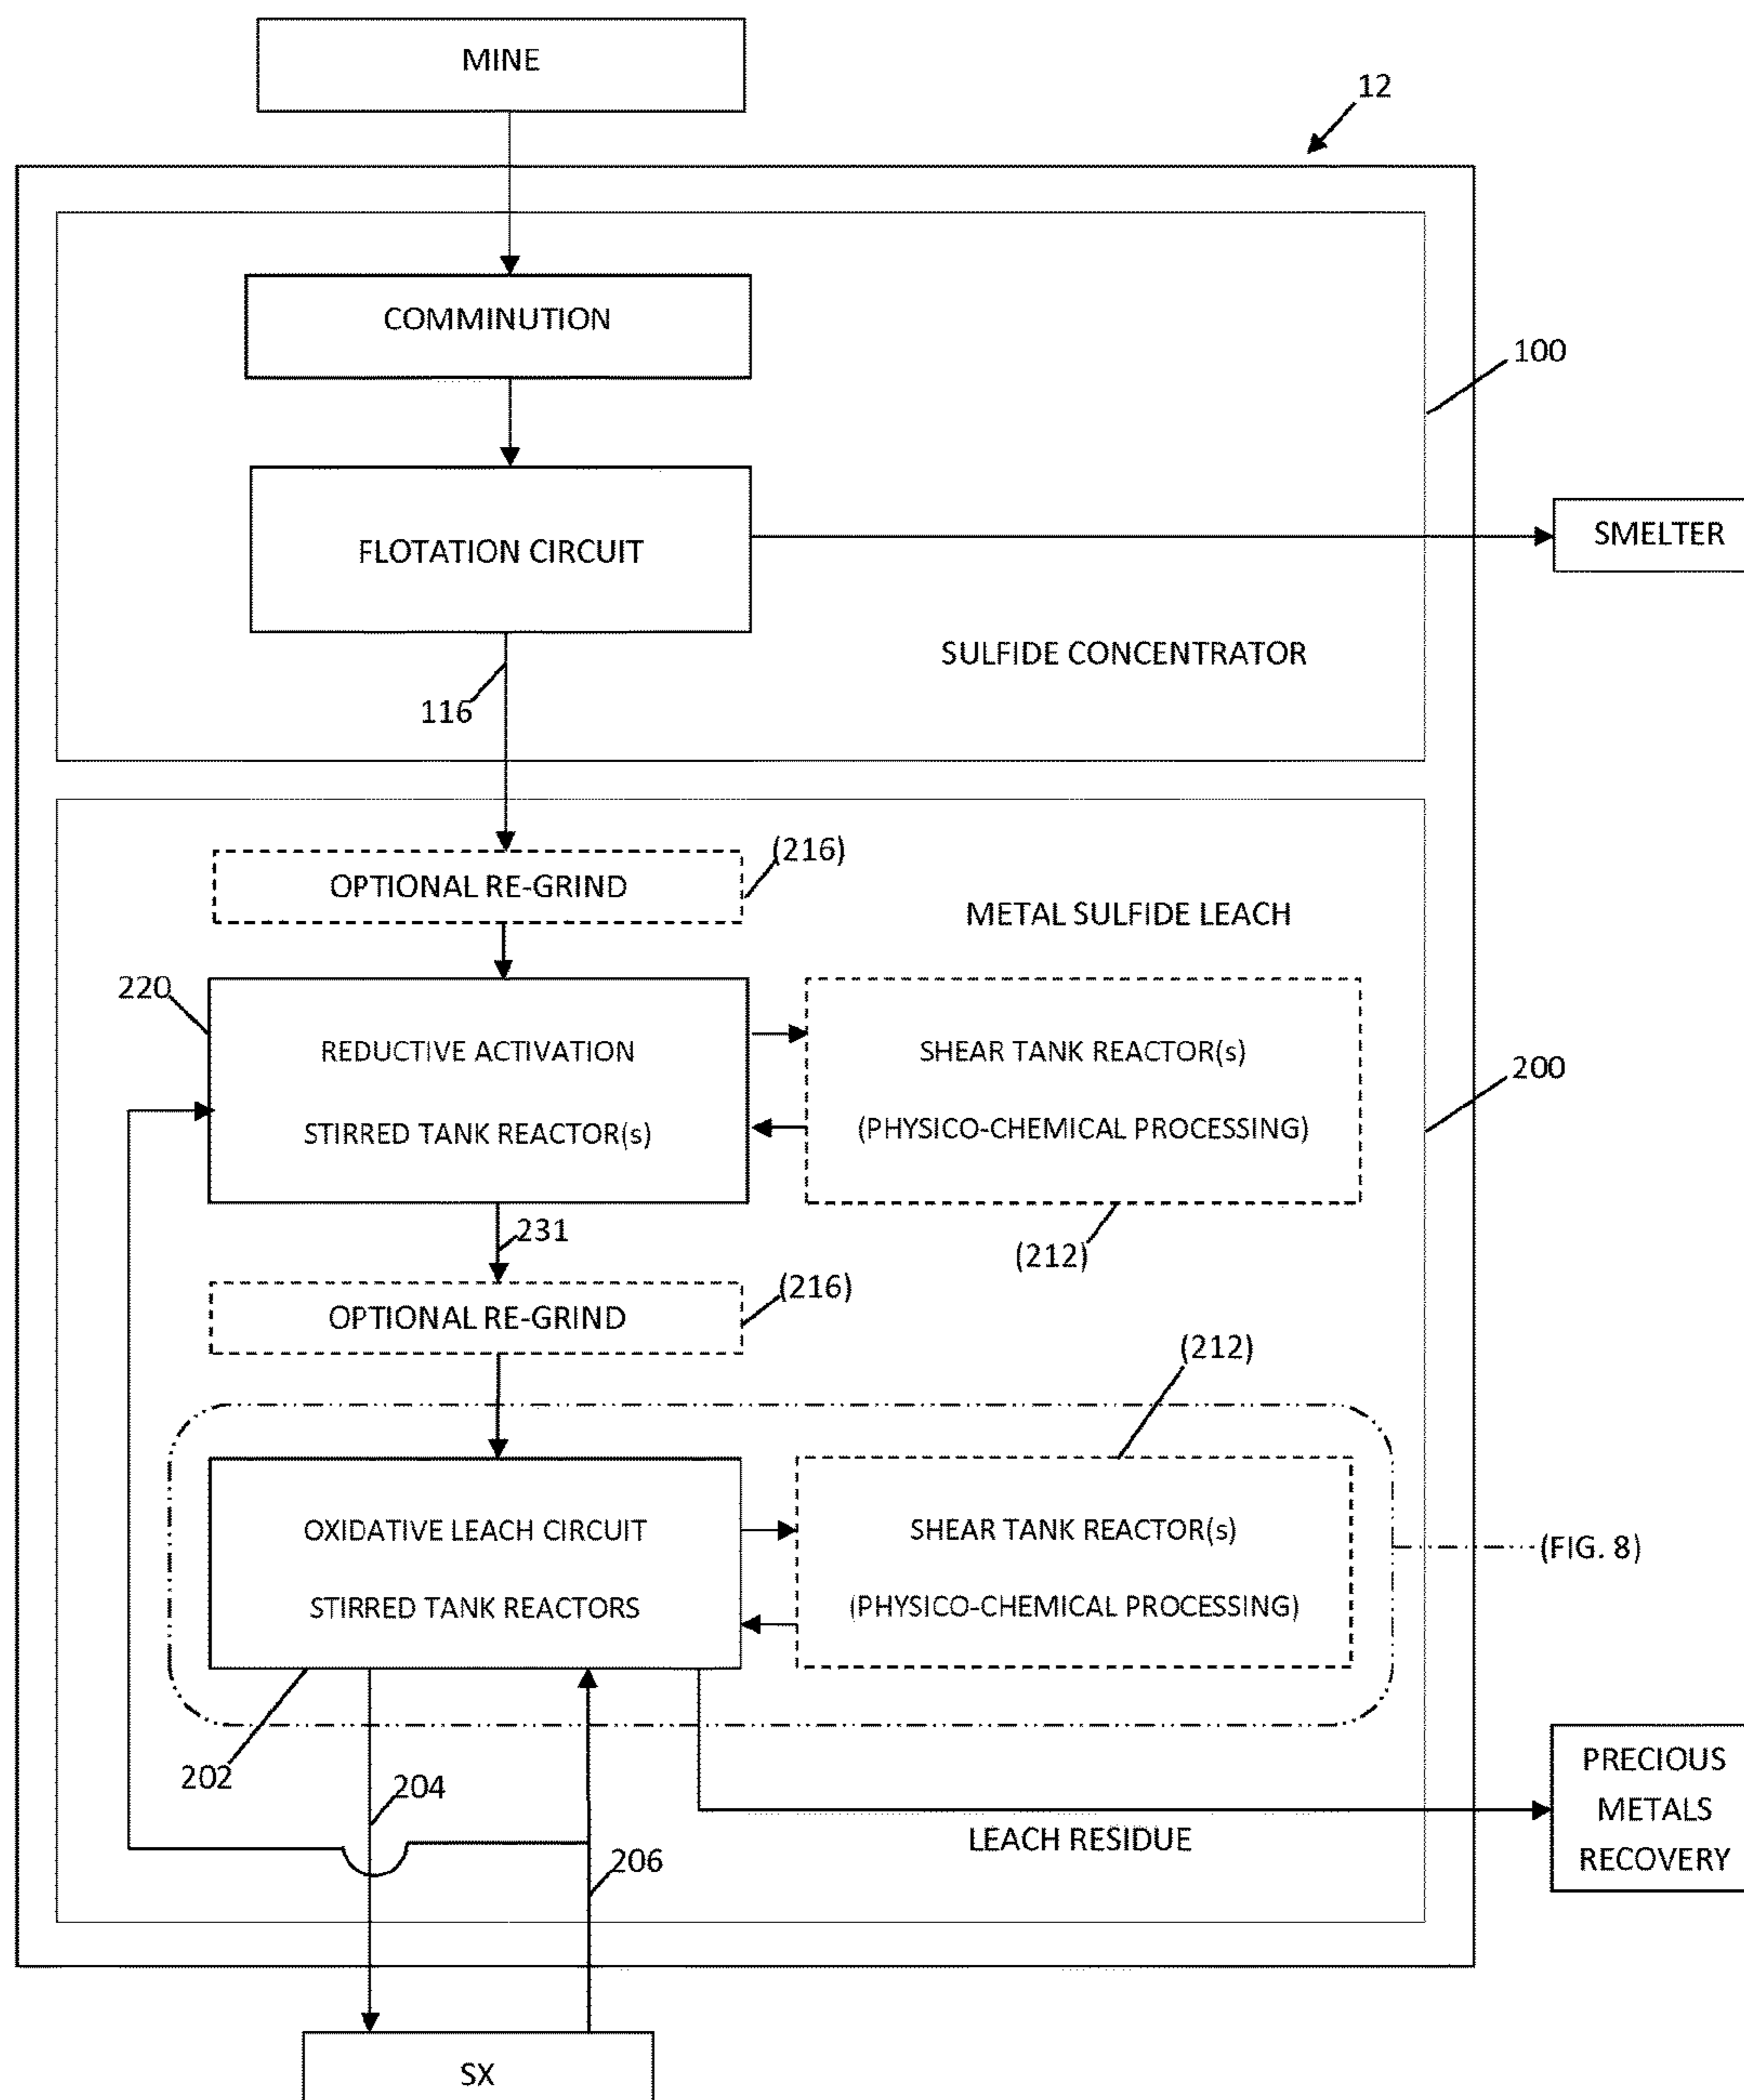 MINE
12
COMMINUTION
100
FLOTATION CIRCUIT
SMELTER
SULFIDE CONCENTRATOR
116
OPTIONAL RE-GRIND
(216)
METAL SULFIDE LEACH
220
REDUCTIVE ACTIVATION
STIRRED TANK REACTOR(s)
SHEAR TANK REACTOR(s)
(PHYSICO-CHEMICAL PROCESSING)
200
231
(212)
OPTIONAL RE-GRIND
(216)
(212)
OXIDATIVE LEACH CIRCUIT
STIRRED TANK REACTORS
SHEAR TANK REACTOR(s)
(PHYSICO-CHEMICAL PROCESSING)
(FIG. 8)
202
204
206
LEACH RESIDUE
PRECIOUS
METALS
RECOVERY
SX